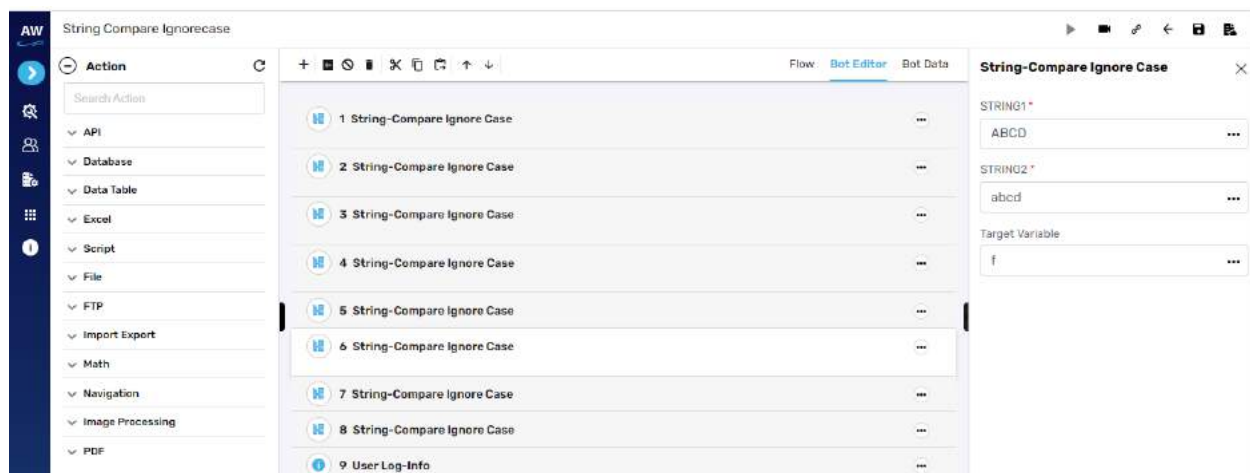 AW
String Compare Ignorecase
Action
Search Action
API
Database
Data Table
Excel
Script
File
FTP
Import Export
Math
Navigation
Image Processing
PDF
Flow Bot Editor Bot Data
1 String-Compare Ignore Case
2 String-Compare Ignore Case
3 String-Compare Ignore Case
4 String-Compare Ignore Case
5 String-Compare Ignore Case
6 String-Compare Ignore Case
7 String-Compare Ignore Case
8 String-Compare Ignore Case
9 User Log-Info
String-Compare Ignore Case
STRING1 *
ABCD
STRING2 *
abcd
Target Variable
f